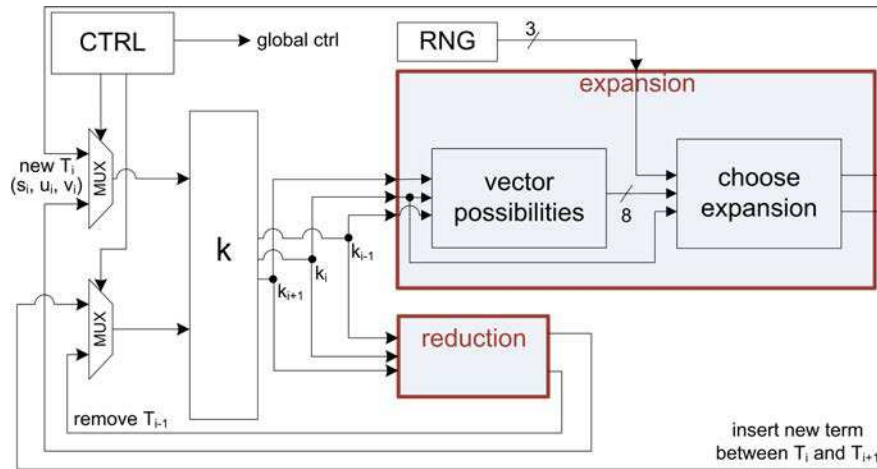 CTRL
global ctrl
RNG
3
expansion
new Tᵢ
(sᵢ, uᵢ, vᵢ)
MUX
vector
possibilities
8
choose
expansion
k
kᵢ₋₁
kᵢ
kᵢ₊₁
MUX
reduction
remove Tᵢ₋₁
insert new term
between Tᵢ and Tᵢ₊₁